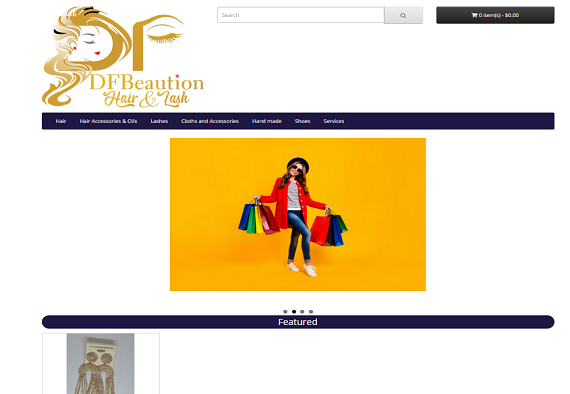 DF
DFBeaution
Hair & Lash
Search
0 item(s) - $0.00
Hair Hair Accessories & Oils Lashes Cloths and Accessories Hand made Shoes Services
Featured